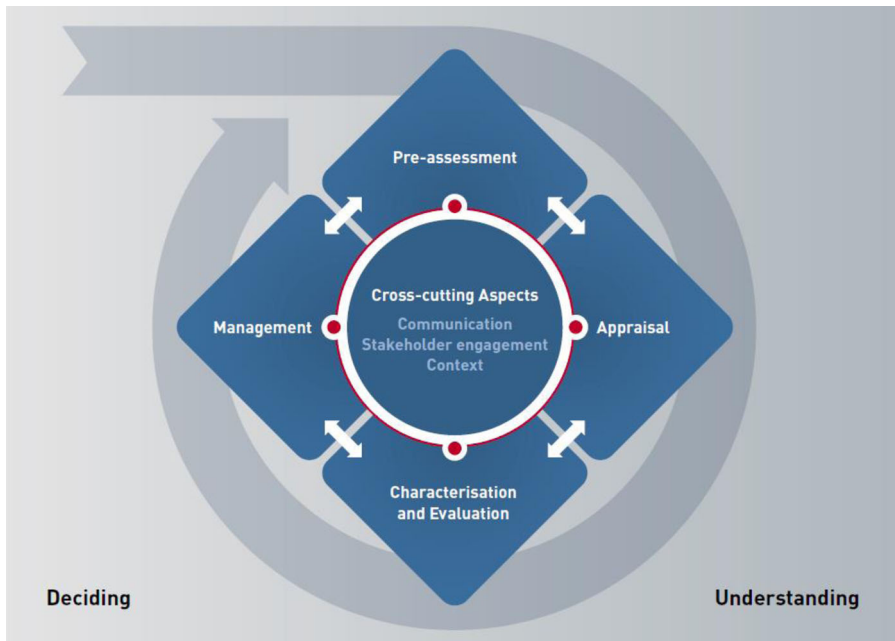 Pre-assessment
Cross-cutting Aspects
Communication
Stakeholder engagement
Context
Management
Appraisal
Characterisation
and Evaluation
Deciding
Understanding